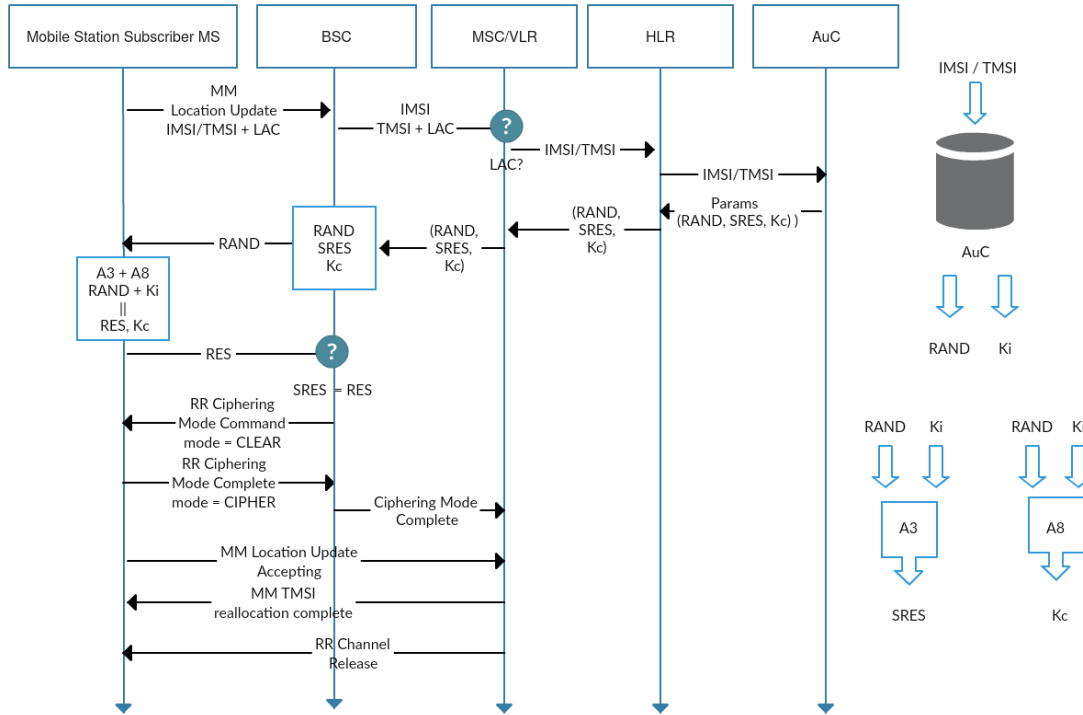 Mobile Station Subscriber MS
BSC
MSC/VLR
HLR
AuC
MM
Location Update
IMSI/TMSI + LAC
IMSI
TMSI + LAC
?
LAC?
IMSI/TMSI
IMSI/TMSI
Params
(RAND, SRES, Kc) )
(RAND,
SRES,
Kc)
(RAND,
SRES,
Kc)
RAND
SRES
Kc
RAND
A3 + A8
RAND + Ki
||
RES, Kc
RES
?
SRES = RES
RR Ciphering
Mode Command
mode = CLEAR
RR Ciphering
Mode Complete
mode = CIPHER
Ciphering Mode
Complete
MM Location Update
Accepting
MM TMSI
reallocation complete
RR Channel
Release
IMSI / TMSI
AuC
RAND
Ki
RAND
Ki
A3
SRES
RAND
Ki
A8
Kc